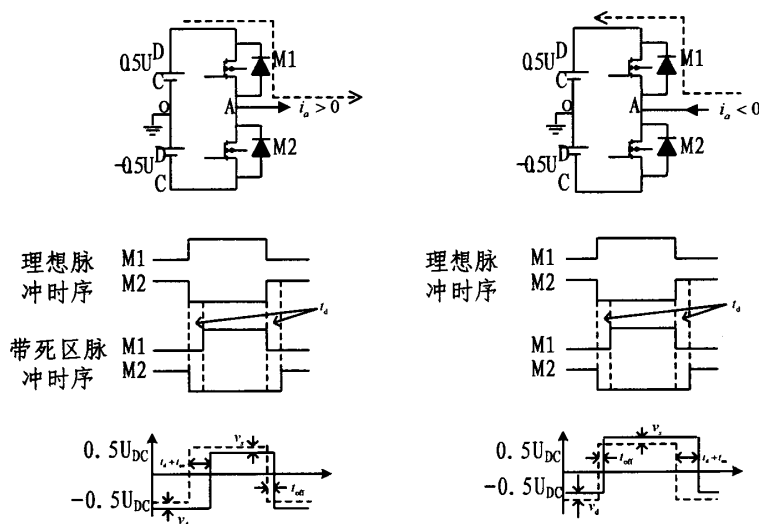 0.5U D
C
M1
O
A
i_a > 0
-0.5U D
C
M2
0.5U D
C
M1
O
A
i_a < 0
-0.5U D
C
M2
理想脉
冲时序
M1
M2
t_d
带死区脉
冲时序
M1
M2
理想脉
冲时序
M1
M2
t_d
M1
M2
0.5U_DC
-0.5U_DC
t_d+t_on
v_s
t_off
0.5U_DC
-0.5U_DC
t_off
v_s
t_d+t_on
v_d